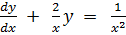 dy/dx + 2/x y = 1/x²